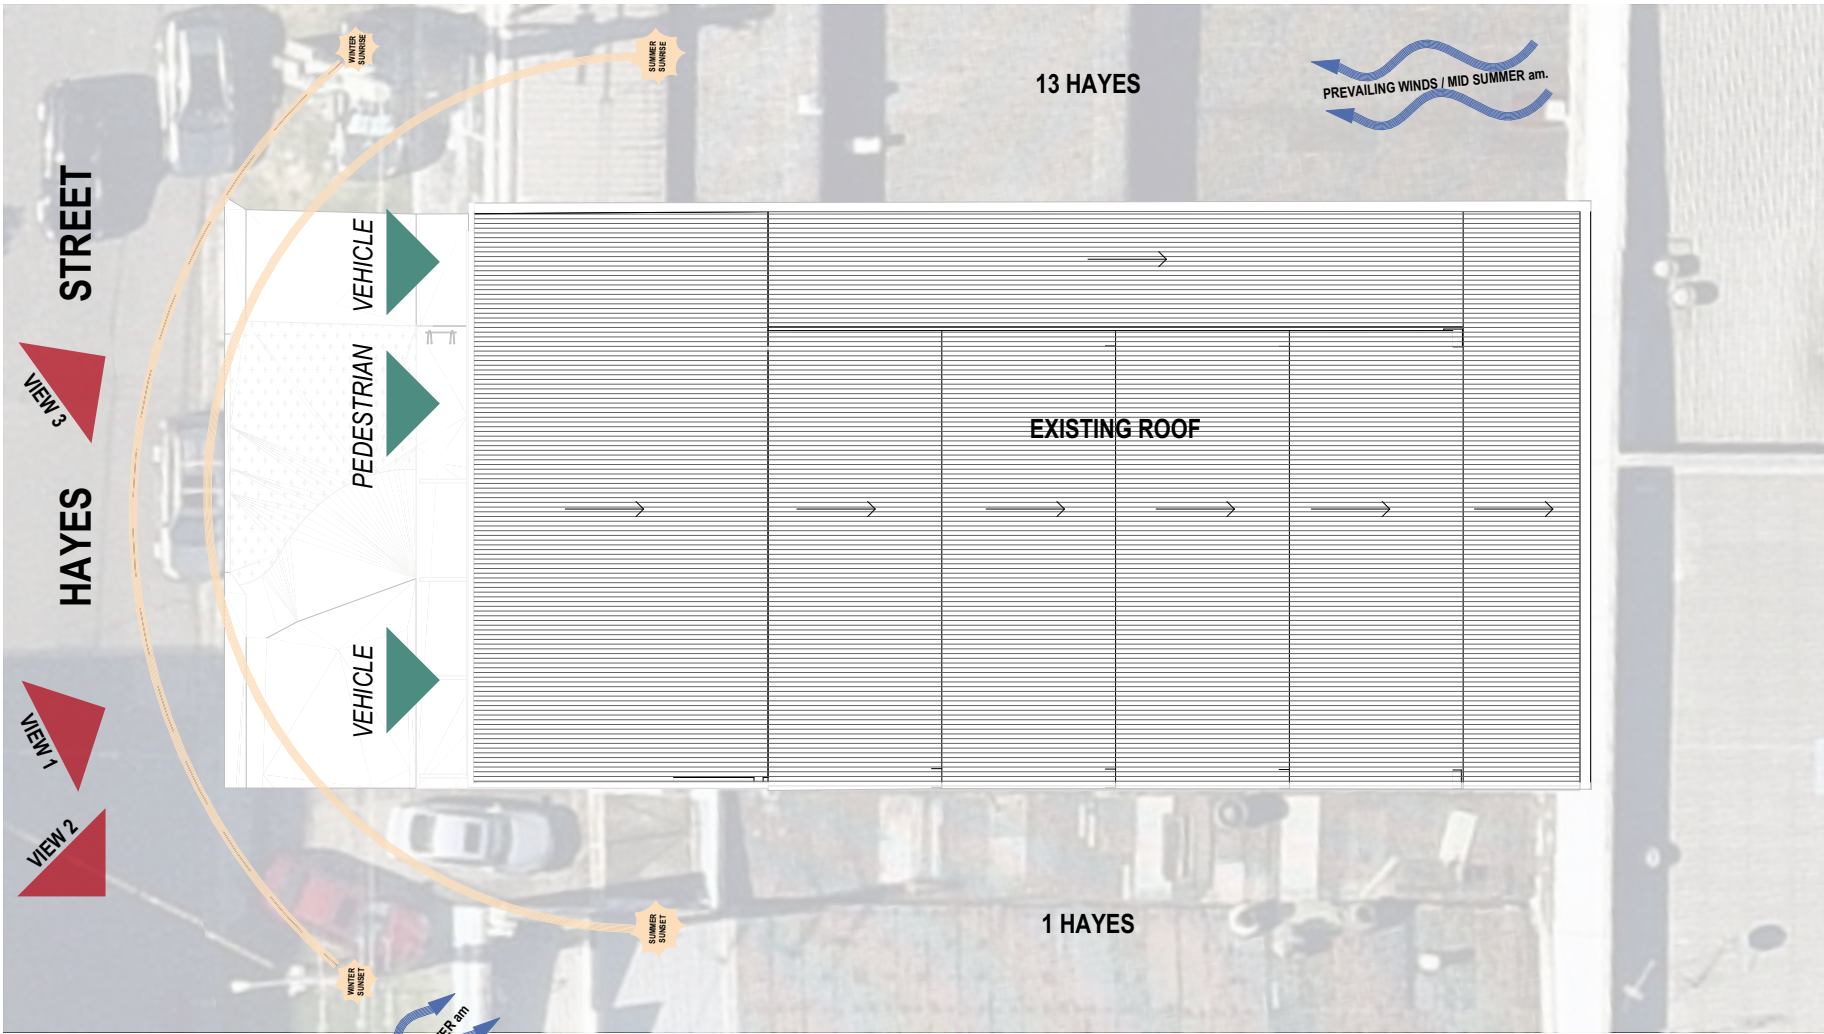 WINTER
SUNRISE
SUMMER
SUNRISE
13 HAYES
PREVAILING WINDS / MID SUMMER am.
STREET
VEHICLE
VIEW 3
PEDESTRIAN
EXISTING ROOF
HAYES
VEHICLE
VIEW 1
VIEW 2
SUMMER
SUNSET
1 HAYES
WINTER
SUNSET
am